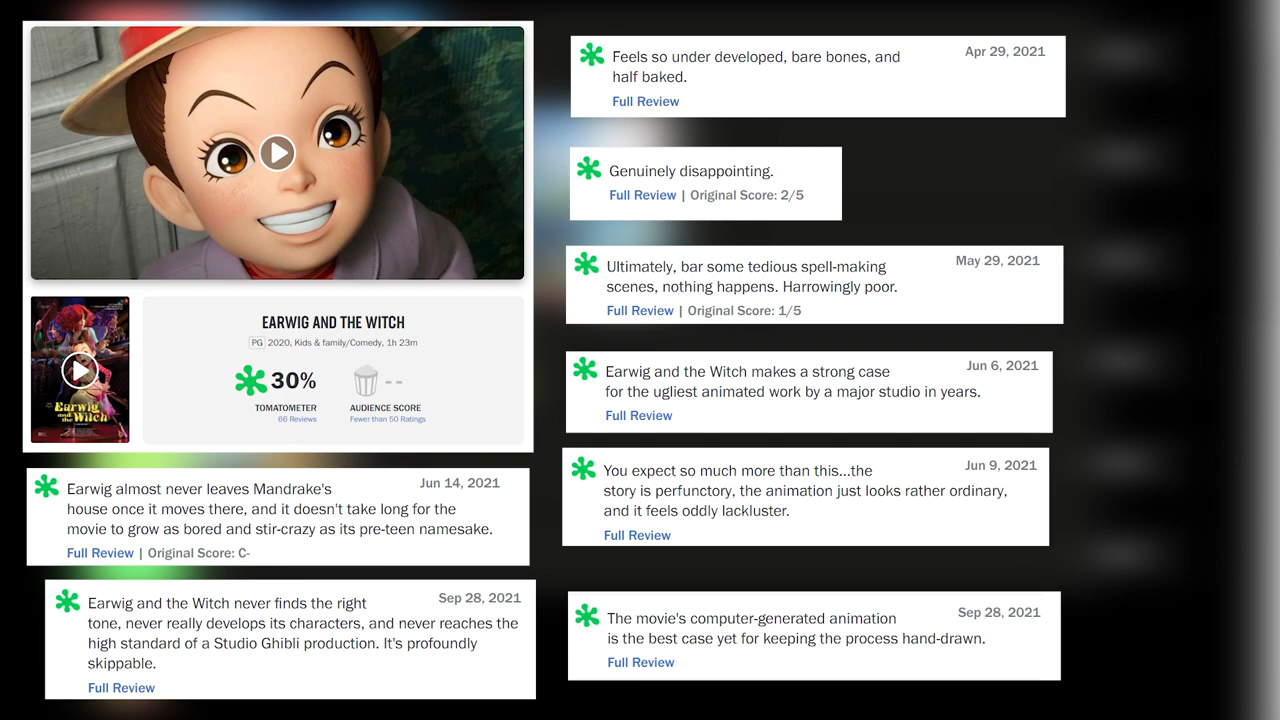 EARWIG AND THE WITCH
PG 2020, Kids & family/Comedy, 1h 23m
30%
- -
TOMATOMETER
AUDIENCE SCORE
66 Reviews
Fewer than 50 Ratings
Earwig
and the
Witch
Jun 14, 2021
Earwig almost never leaves Mandrake's
house once it moves there, and it doesn't take long for the
movie to grow as bored and stir-crazy as its pre-teen namesake.
Full Review | Original Score: C-
Sep 28, 2021
Earwig and the Witch never finds the right
tone, never really develops its characters, and never reaches the
high standard of a Studio Ghibli production. It's profoundly
skippable.
Full Review
Apr 29, 2021
Feels so under developed, bare bones, and
half baked.
Full Review
Genuinely disappointing.
Full Review | Original Score: 2/5
May 29, 2021
Ultimately, bar some tedious spell-making
scenes, nothing happens. Harrowingly poor.
Full Review | Original Score: 1/5
Jun 6, 2021
Earwig and the Witch makes a strong case
for the ugliest animated work by a major studio in years.
Full Review
Jun 9, 2021
You expect so much more than this...the
story is perfunctory, the animation just looks rather ordinary,
and it feels oddly lackluster.
Full Review
Sep 28, 2021
The movie's computer-generated animation
is the best case yet for keeping the process hand-drawn.
Full Review